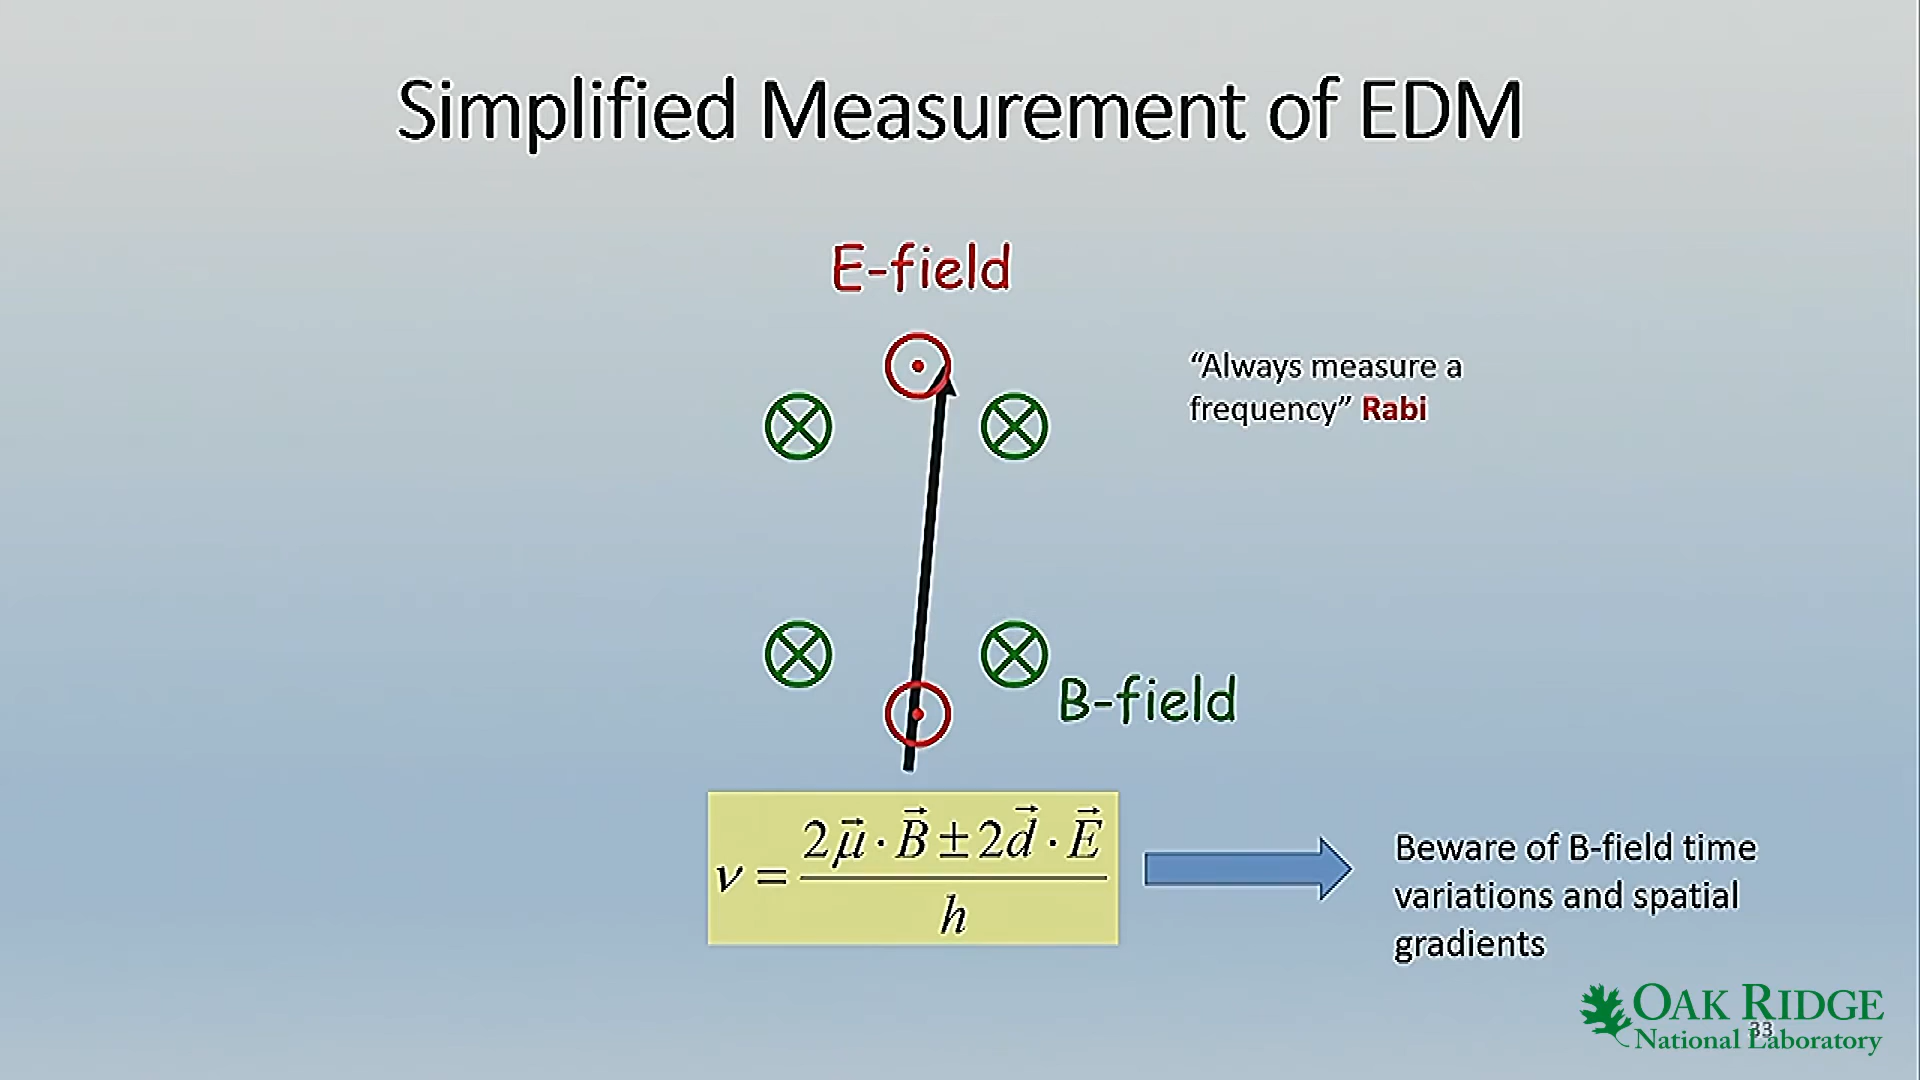 Simplified Measurement of EDM
E-field
“Always measure a
frequency” Rabi
B-field
ν = (2μ⃗ · B⃗ ± 2d⃗ · E⃗) / h
Beware of B-field time
variations and spatial
gradients
OAK RIDGE
National Laboratory
33